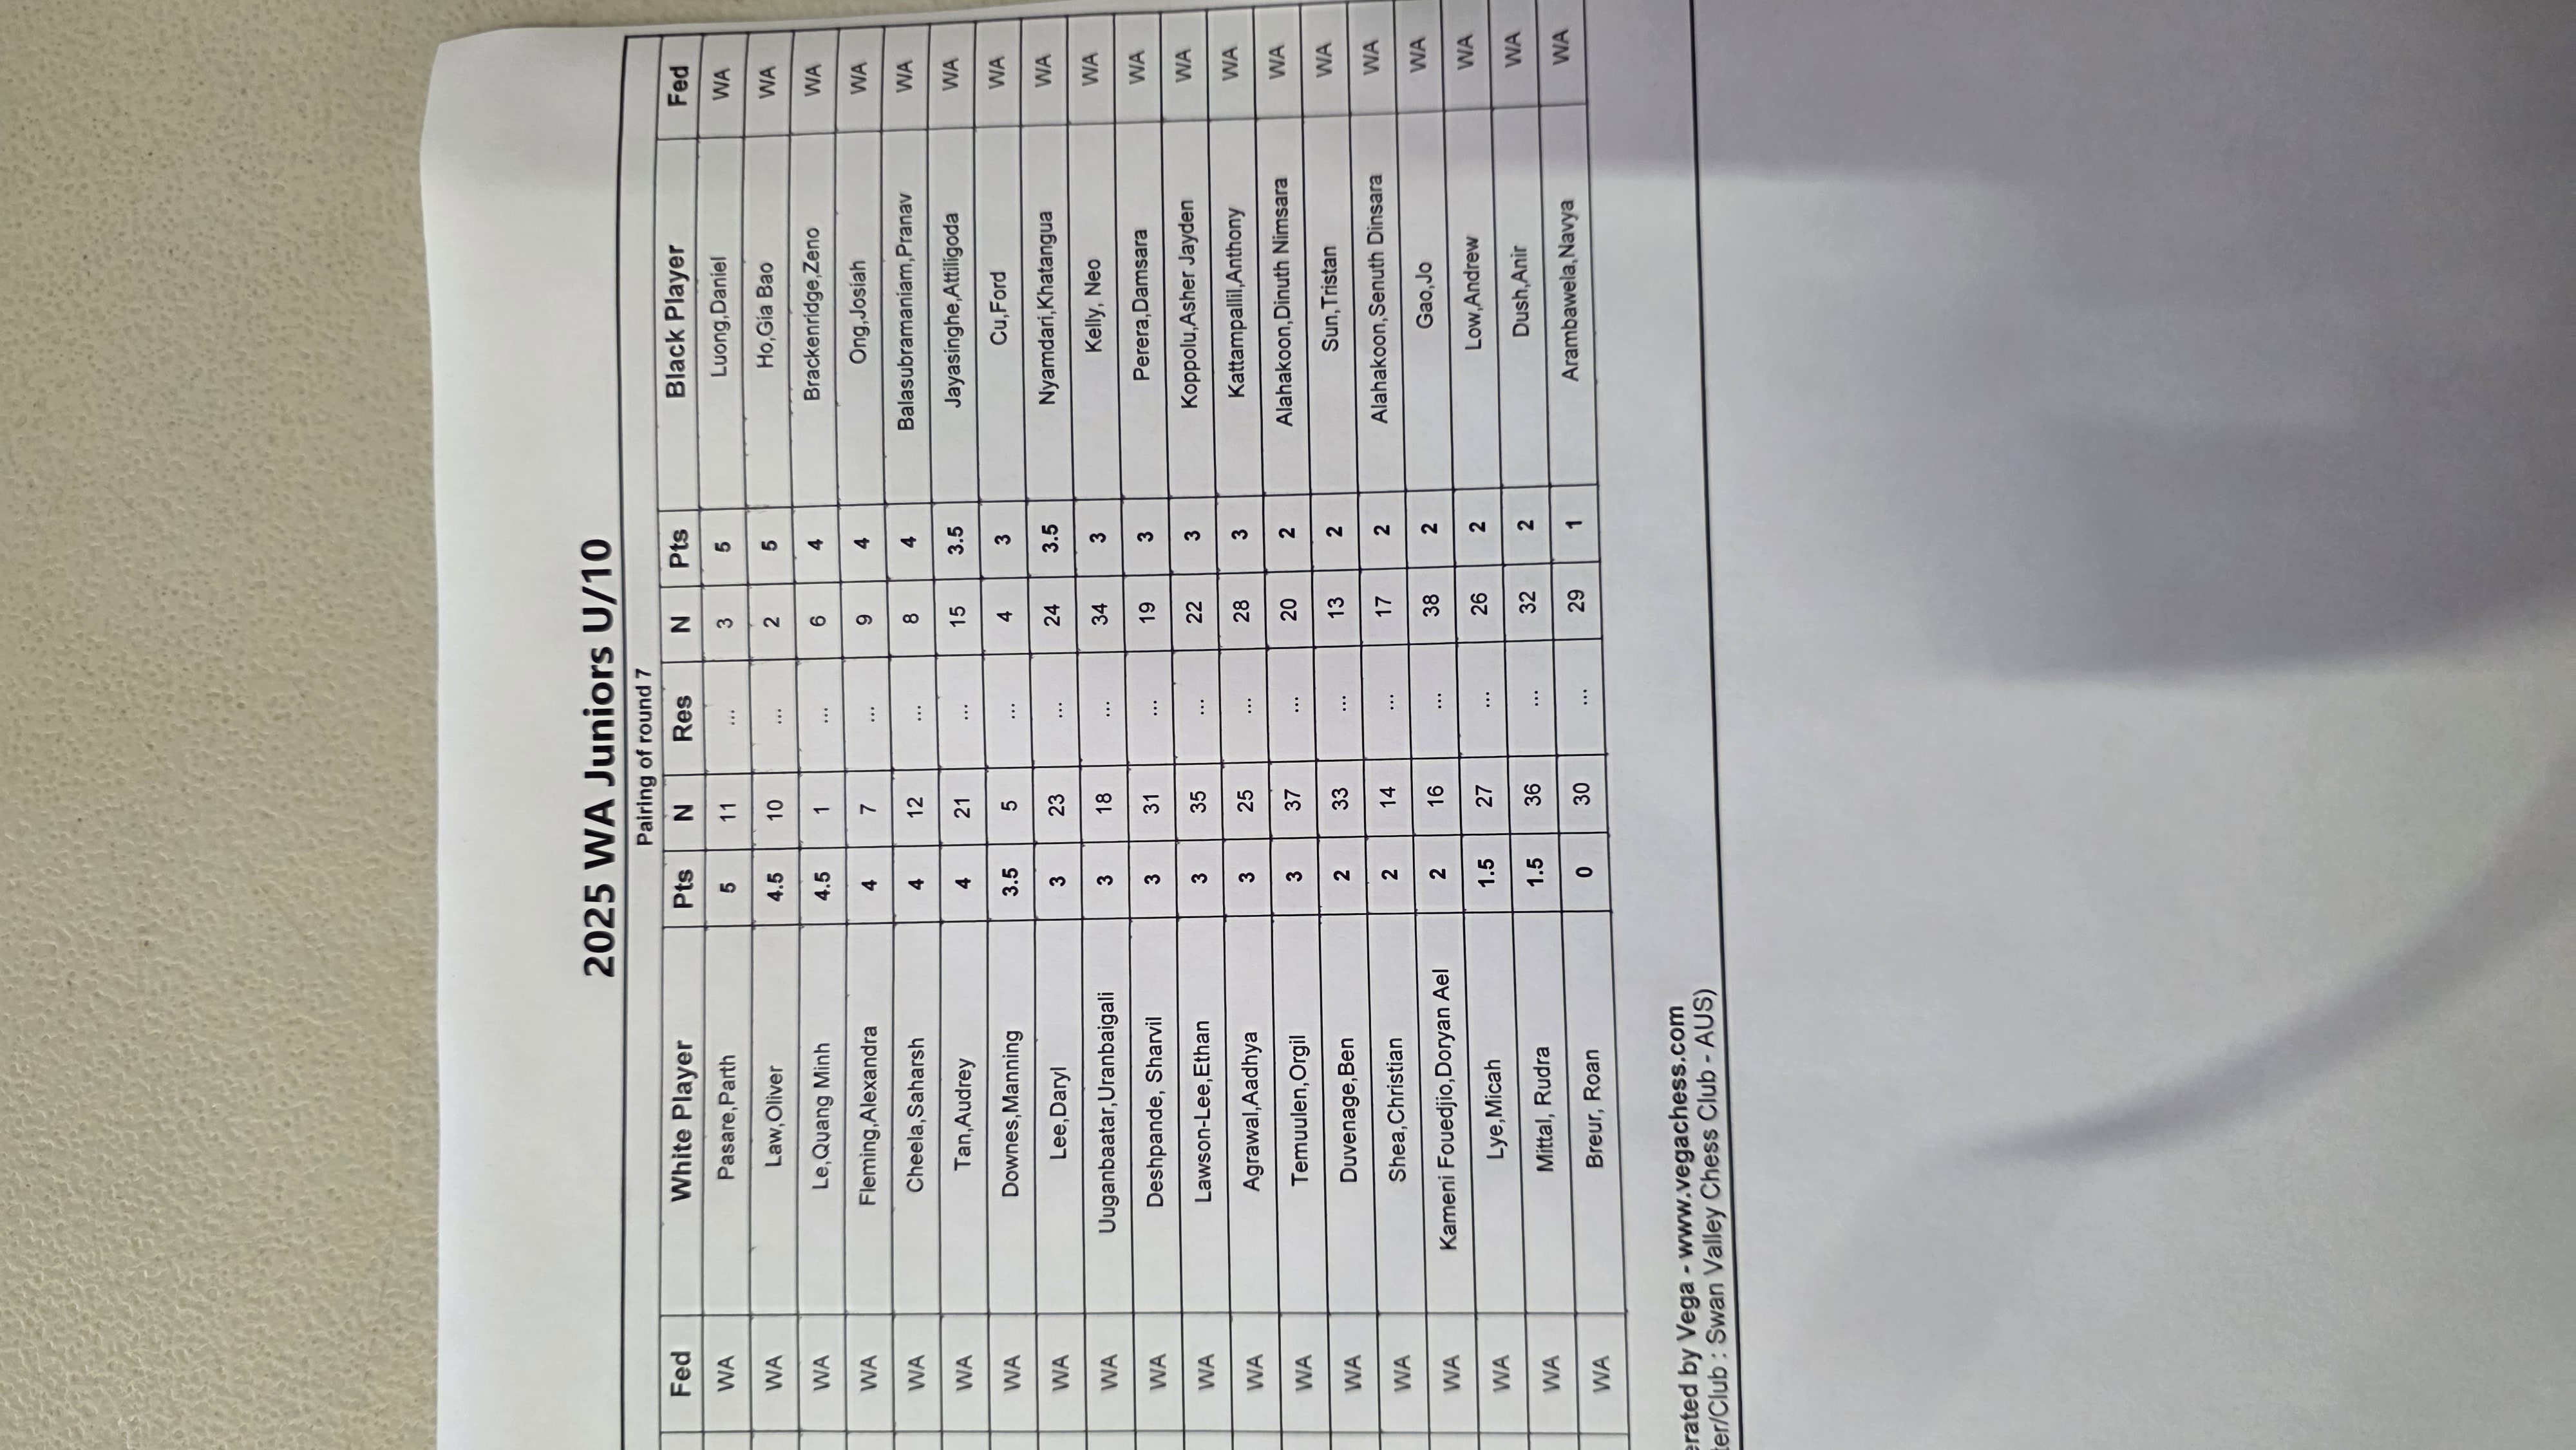 2025 WA Juniors U/10
Pairing of round 7
Fed White Player Pts N Res N Pts Black Player Fed
WA Pasare,Parth 5 11 ... 3 5 Luong,Daniel WA
WA Law,Oliver 4.5 10 ... 2 5 Ho,Gia Bao WA
WA Le,Quang Minh 4.5 1 ... 6 4 Brackenridge,Zeno WA
WA Fleming,Alexandra 4 7 ... 9 4 Ong,Josiah WA
WA Cheela,Saharsh 4 12 ... 8 4 Balasubramaniam,Pranav WA
WA Tan,Audrey 4 21 ... 15 3.5 Jayasinghe,Attiligoda WA
WA Downes,Manning 3.5 5 ... 4 3 Cu,Ford WA
WA Lee,Daryl 3 23 ... 24 3.5 Nyamdari,Khatangua WA
WA Uuganbaatar,Uranbaigali 3 18 ... 34 3 Kelly, Neo WA
WA Deshpande, Sharvil 3 31 ... 19 3 Perera,Damsara WA
WA Lawson-Lee,Ethan 3 35 ... 22 3 Koppolu,Asher Jayden WA
WA Agrawal,Aadhya 3 25 ... 28 3 Kattampallil,Anthony WA
WA Temuulen,Orgil 3 37 ... 20 2 Alahakoon,Dinuth Nimsara WA
WA Duvenage,Ben 2 33 ... 13 2 Sun,Tristan WA
WA Shea,Christian 2 14 ... 17 2 Alahakoon,Senuth Dinsara WA
WA Kameni Fouedjio,Doryan Ael 2 16 ... 38 2 Gao,Jo WA
WA Lye,Micah 1.5 27 ... 26 2 Low,Andrew WA
WA Mittal, Rudra 1.5 36 ... 32 2 Dush,Anir WA
WA Breur, Roan 0 30 ... 29 1 Arambawela,Navya WA
erated by Vega - www.vegachess.com
ter/Club : Swan Valley Chess Club - AUS)